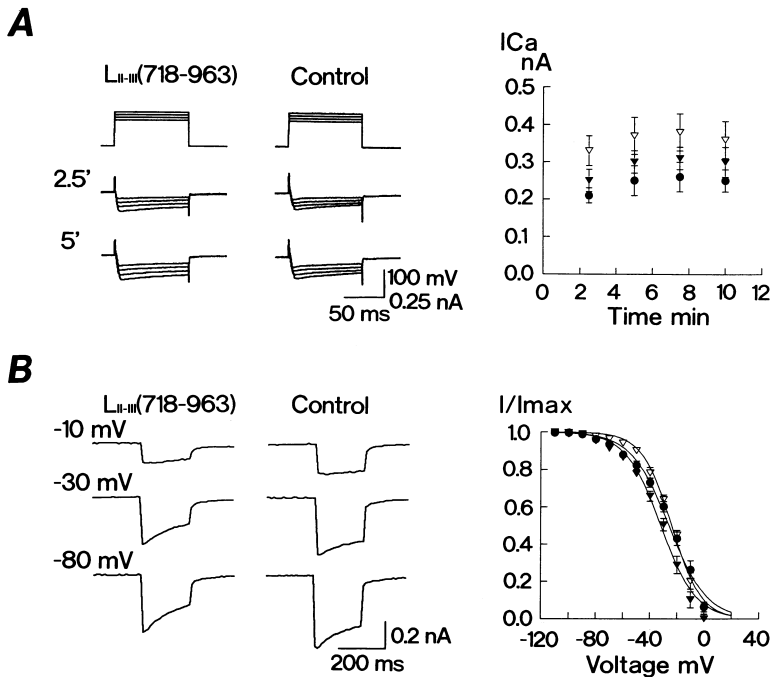 A
L_II-III(718-963) Control
2.5'
5'
100 mV
0.25 nA
50 ms
ICa
nA
0.5
0.4
0.3
0.2
0.1
0.0
0 2 4 6 8 10 12
Time min
B
L_II-III(718-963) Control
-10 mV
-30 mV
-80 mV
0.2 nA
200 ms
I/Imax
1.0
0.8
0.6
0.4
0.2
0.0
-120 -80 -40 0 40
Voltage mV